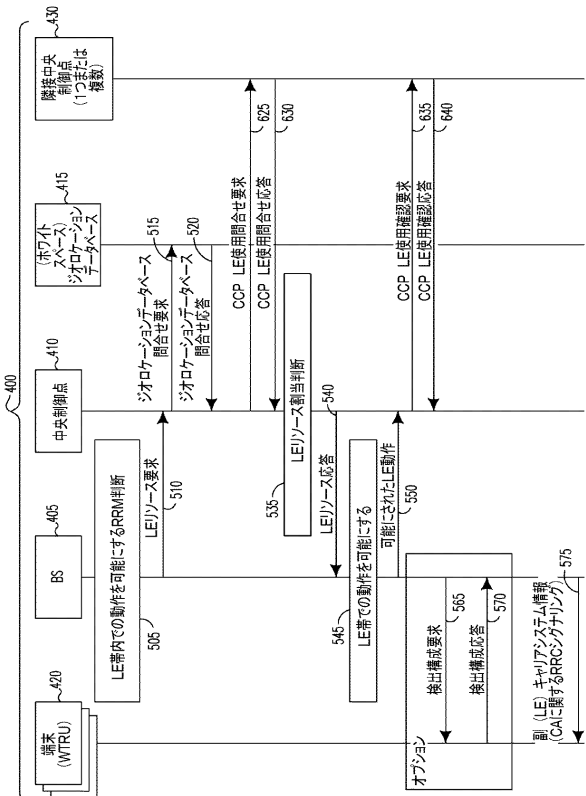 400
420
端末
(WTRU)
405
BS
410
中央制御点
415
(ホワイト
スペース)
ジオロケーション
データベース
430
隣接中央
制御点
(1つまたは
複数)
LE帯内での動作を可能にするRRM判断
505
LEリソース要求
510
ジオロケーションデータベース
問合せ要求
515
ジオロケーションデータベース
問合せ応答
520
CCP LE使用問合せ要求
625
CCP LE使用問合せ応答
630
LEリソース割当判断
535
LEリソース応答
540
LE帯での動作を可能にする
545
可能にされたLE動作
550
CCP LE使用確認要求
635
CCP LE使用確認応答
640
オプション
検出構成要求
565
検出構成応答
570
副(LE)キャリアシステム情報
(CAに関するRRCシグナリング)
575